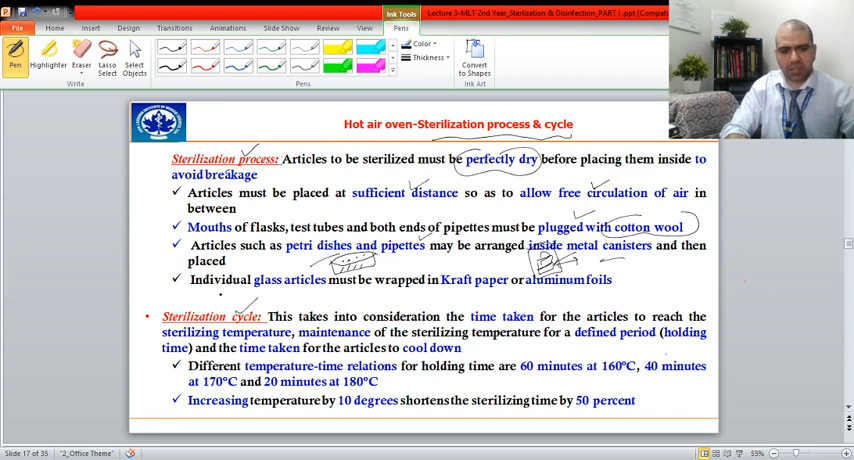 Ink Tools
Lecture 3-MLT 2nd Year_Sterlization & Disinfection_PART I .ppt [Compati
File
Home
Insert
Design
Transitions
Animations
Slide Show
Review
View
Pens
Pen
Highlighter
Eraser
Lasso Select
Select Objects
Color
Thickness
Convert to Shapes
Write
Pens
Ink Art
Hot air oven-Sterilization process & cycle
Sterilization process: Articles to be sterilized must be perfectly dry before placing them inside to
avoid breakage
Articles must be placed at sufficient distance so as to allow free circulation of air in
between
Mouths of flasks, test tubes and both ends of pipettes must be plugged with cotton wool
Articles such as petri dishes and pipettes may be arranged inside metal canisters and then
placed
Individual glass articles must be wrapped in Kraft paper or aluminum foils
Sterilization cycle: This takes into consideration the time taken for the articles to reach the
sterilizing temperature, maintenance of the sterilizing temperature for a defined period (holding
time) and the time taken for the articles to cool down
Different temperature-time relations for holding time are 60 minutes at 160°C, 40 minutes
at 170°C and 20 minutes at 180°C
Increasing temperature by 10 degrees shortens the sterilizing time by 50 percent
Slide 17 of 35
"2_Office Theme"
55%